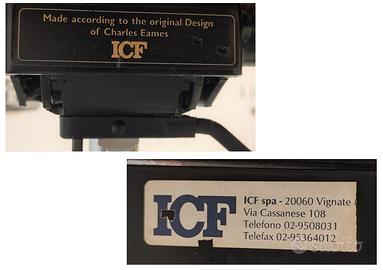 Made according to the original Design
of Charles Eames
ICF
ICF
ICF spa - 20060 Vignate
Via Cassanese 108
Telefono 02-9508031
Telefax 02-95364012
subito